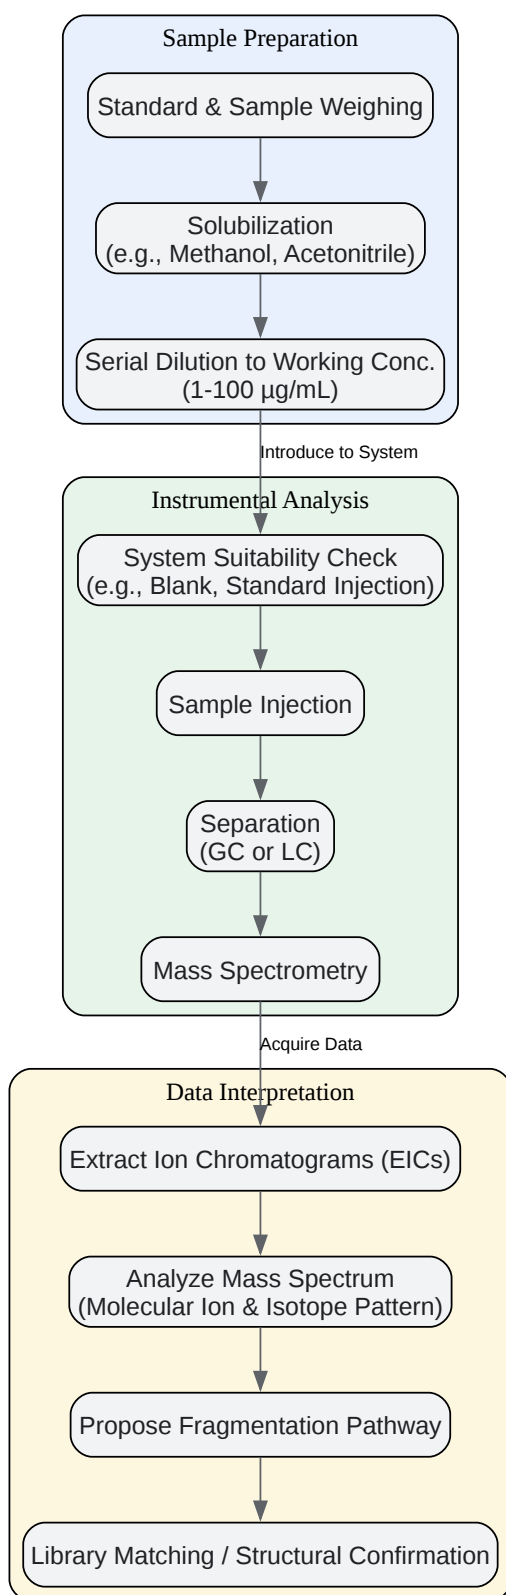 Sample Preparation
Standard & Sample Weighing
Solubilization
(e.g., Methanol, Acetonitrile)
Serial Dilution to Working Conc.
(1-100 µg/mL)
Introduce to System
Instrumental Analysis
System Suitability Check
(e.g., Blank, Standard Injection)
Sample Injection
Separation
(GC or LC)
Mass Spectrometry
Acquire Data
Data Interpretation
Extract Ion Chromatograms (EICs)
Analyze Mass Spectrum
(Molecular Ion & Isotope Pattern)
Propose Fragmentation Pathway
Library Matching / Structural Confirmation